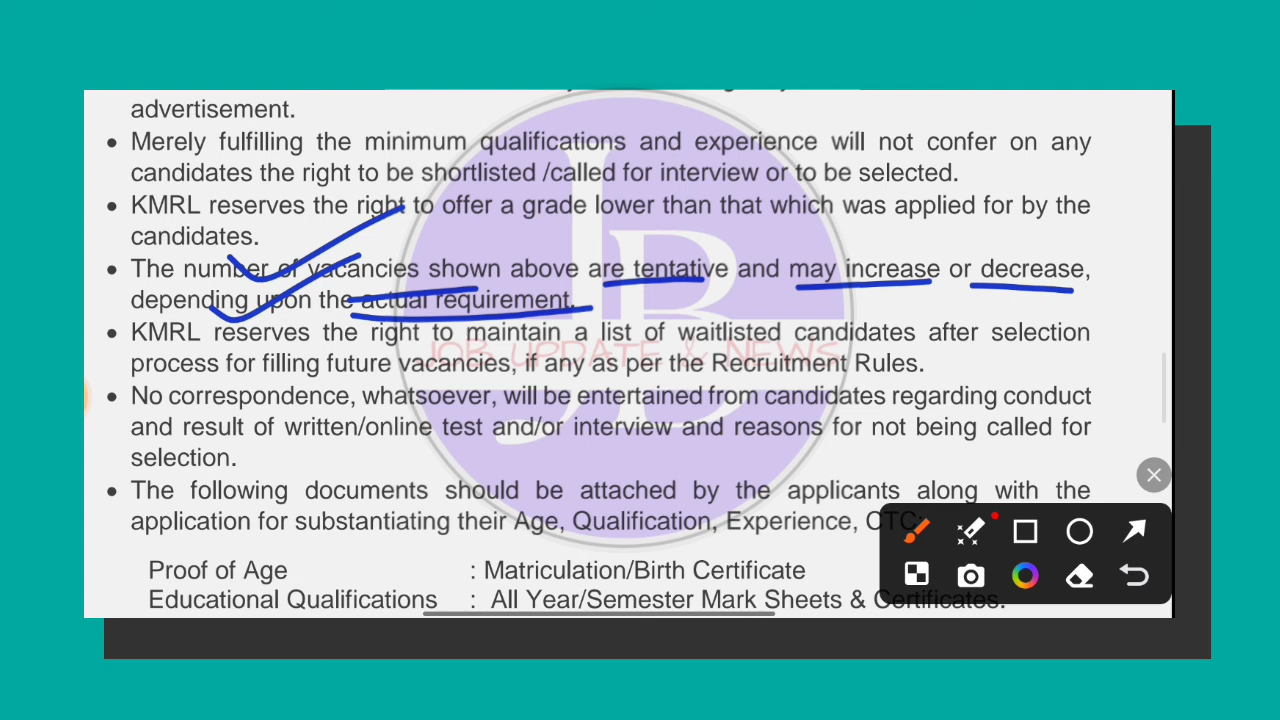 advertisement.
• Merely fulfilling the minimum qualifications and experience will not confer on any
candidates the right to be shortlisted /called for interview or to be selected.
• KMRL reserves the right to offer a grade lower than that which was applied for by the
candidates.
• The number of vacancies shown above are tentative and may increase or decrease,
depending upon the actual requirement.
• KMRL reserves the right to maintain a list of waitlisted candidates after selection
process for filling future vacancies, if any as per the Recruitment Rules.
JOB UPDATE & NEWS
• No correspondence, whatsoever, will be entertained from candidates regarding conduct
and result of written/online test and/or interview and reasons for not being called for
selection.
• The following documents should be attached by the applicants along with the
application for substantiating their Age, Qualification, Experience, CTC:
Proof of Age : Matriculation/Birth Certificate
Educational Qualifications : All Year/Semester Mark Sheets & Certificates.
JB